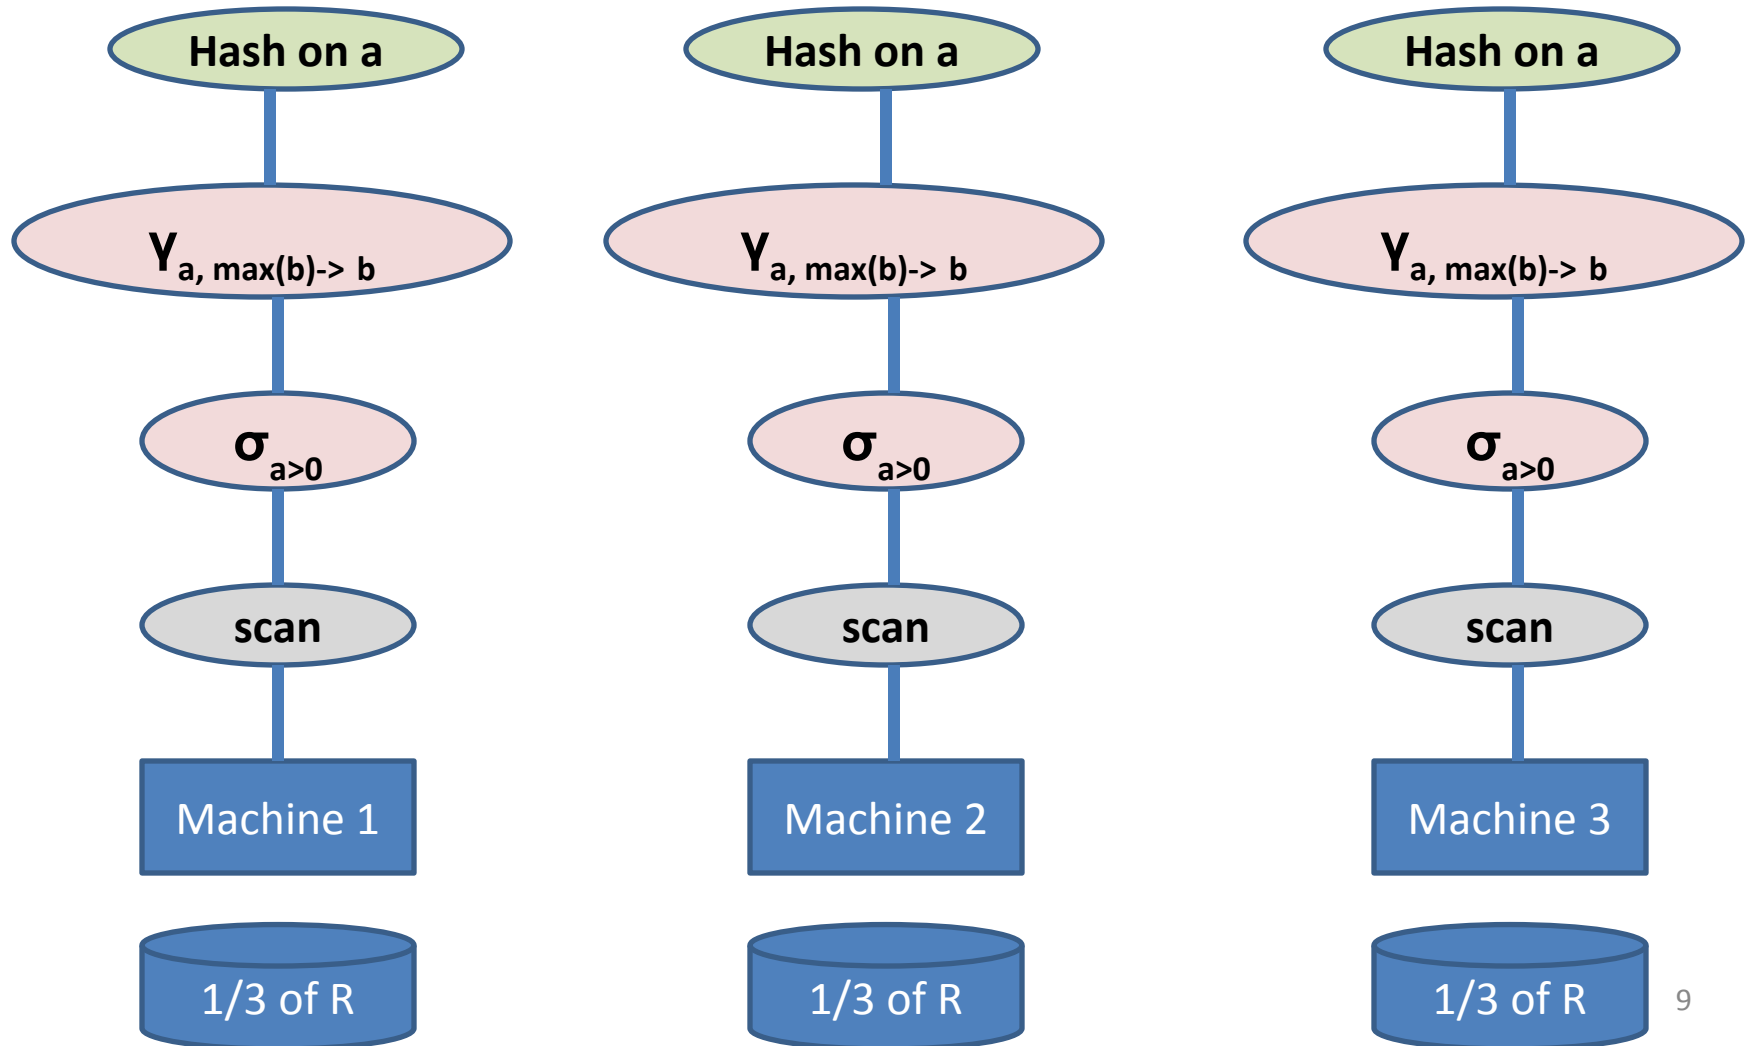 Hash on a Hash on a Hash on a
γa, max(b)-> b γa, max(b)-> b γa, max(b)-> b
σa>0 σa>0 σa>0
scan scan scan
Machine 1 Machine 2 Machine 3
1/3 of R 1/3 of R 1/3 of R 9